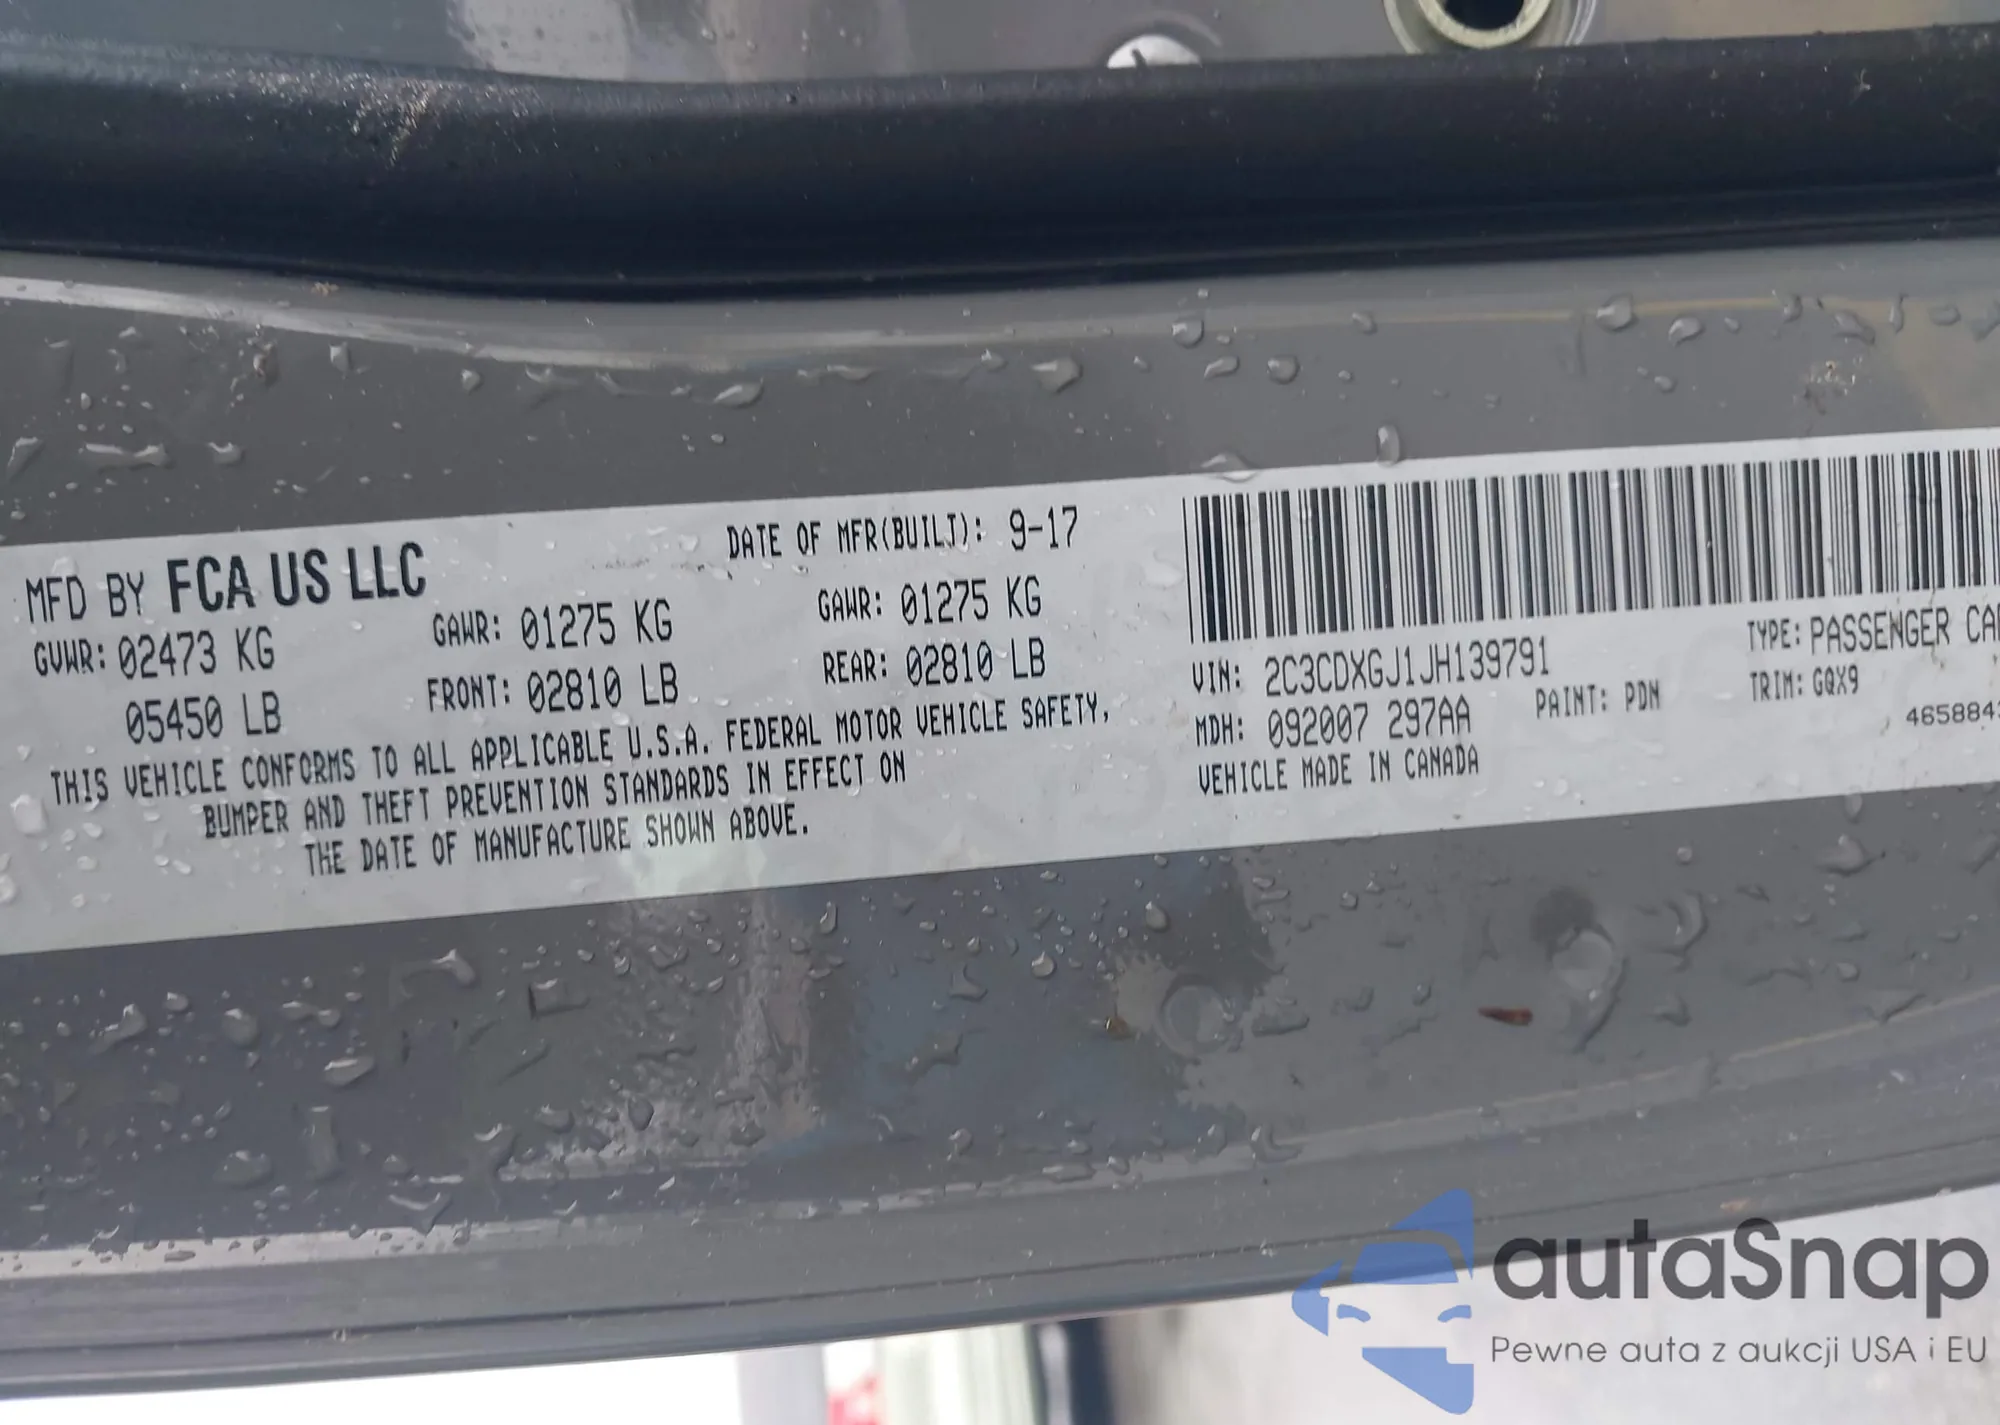 MFD BY FCA US LLC
DATE OF MFR(BUILT): 9-17
GVWR: 02473 KG
05450 LB
GAWR: 01275 KG
FRONT: 02810 LB
GAWR: 01275 KG
REAR: 02810 LB
THIS VEHICLE CONFORMS TO ALL APPLICABLE U.S.A. FEDERAL MOTOR VEHICLE SAFETY,
BUMPER AND THEFT PREVENTION STANDARDS IN EFFECT ON
THE DATE OF MANUFACTURE SHOWN ABOVE.
VIN: 2C3CDXGJ1JH139791
TYPE: PASSENGER CA
MDH: 092007 297AA
PAINT: PDN
TRIM: GQX9
VEHICLE MADE IN CANADA
autaSnap
Pewne auta z aukcji USA i EU